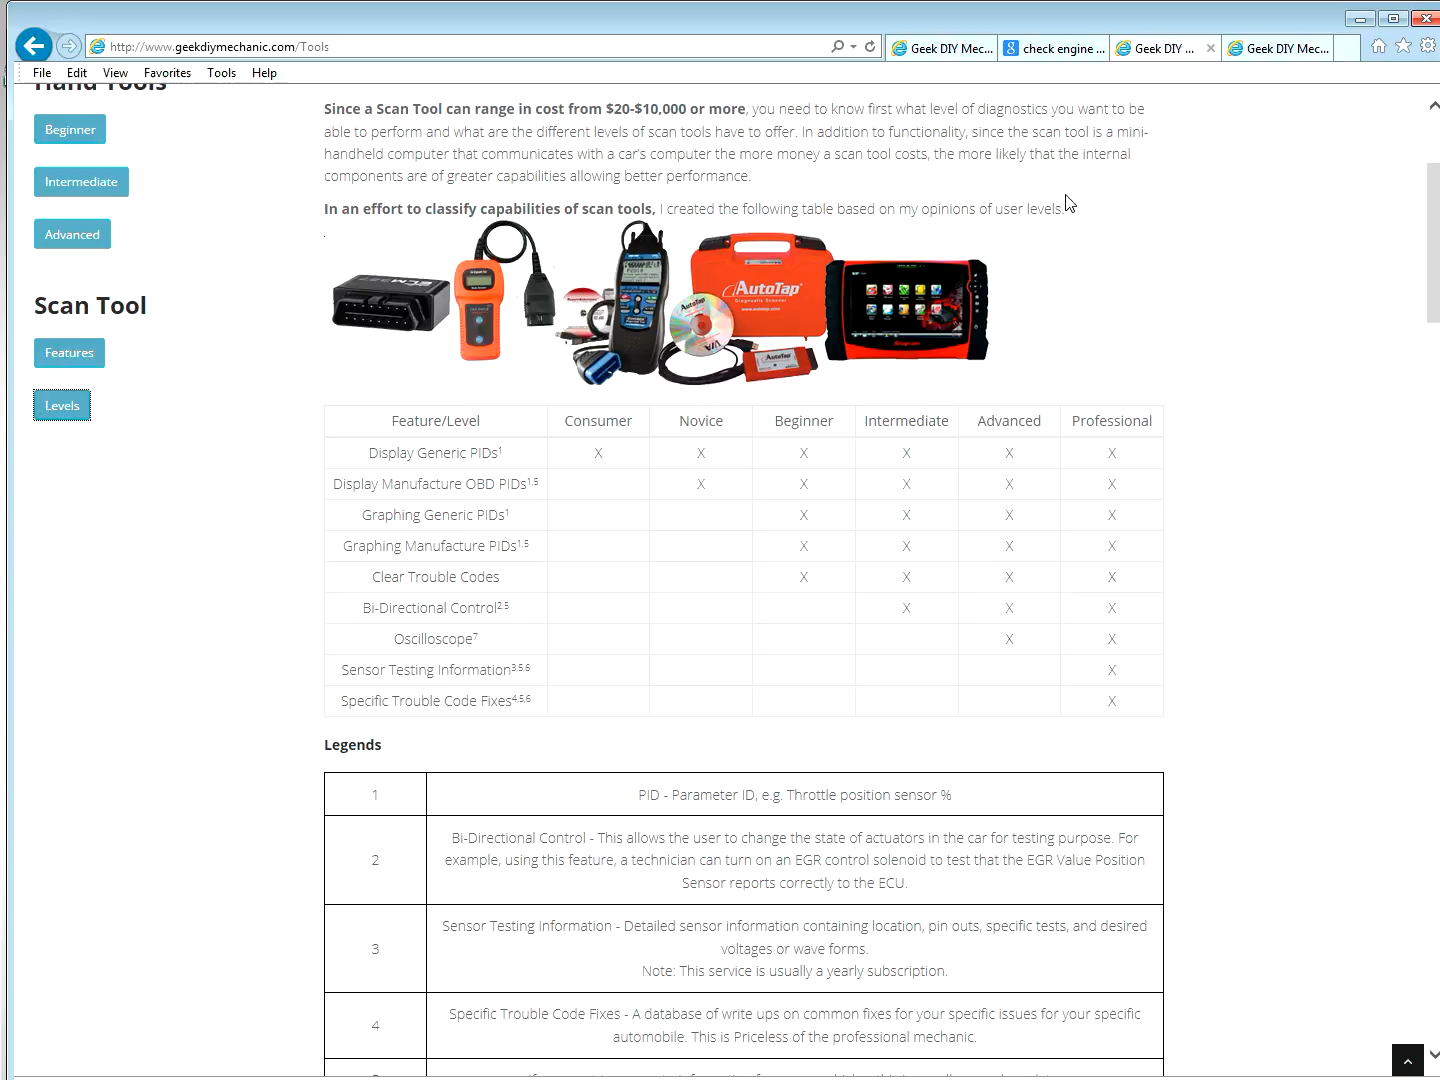 http://www.geekdiymechanic.com/Tools
Geek DIY Mec...
check engine ...
Geek DIY ...
Geek DIY Mec...
File Edit View Favorites Tools Help
Hand Tools
Beginner
Intermediate
Advanced
Scan Tool
Features
Levels
Since a Scan Tool can range in cost from $20-$10,000 or more, you need to know first what level of diagnostics you want to be
able to perform and what are the different levels of scan tools have to offer. In addition to functionality, since the scan tool is a mini-
handheld computer that communicates with a car's computer the more money a scan tool costs, the more likely that the internal
components are of greater capabilities allowing better performance.
In an effort to classify capabilities of scan tools, I created the following table based on my opinions of user levels.
AutoTap
Diagnostic Scanner
www.autotap.com
AutoTap
AutoTap
Feature/Level Consumer Novice Beginner Intermediate Advanced Professional
Display Generic PIDs1 X X X X X X
Display Manufacture OBD PIDs1,5 X X X X X
Graphing Generic PIDs1 X X X X
Graphing Manufacture PIDs1,5 X X X X
Clear Trouble Codes X X X X
Bi-Directional Control2,5 X X X
Oscilloscope7 X X
Sensor Testing Information3,5,6 X
Specific Trouble Code Fixes4,5,6 X
Legends
1 PID - Parameter ID, e.g. Throttle position sensor %
2 Bi-Directional Control - This allows the user to change the state of actuators in the car for testing purpose. For
example, using this feature, a technician can turn on an EGR control solenoid to test that the EGR Value Position
Sensor reports correctly to the ECU.
3 Sensor Testing Information - Detailed sensor information containing location, pin outs, specific tests, and desired
voltages or wave forms.
Note: This service is usually a yearly subscription.
4 Specific Trouble Code Fixes - A database of write ups on common fixes for your specific issues for your specific
automobile. This is Priceless of the professional mechanic.